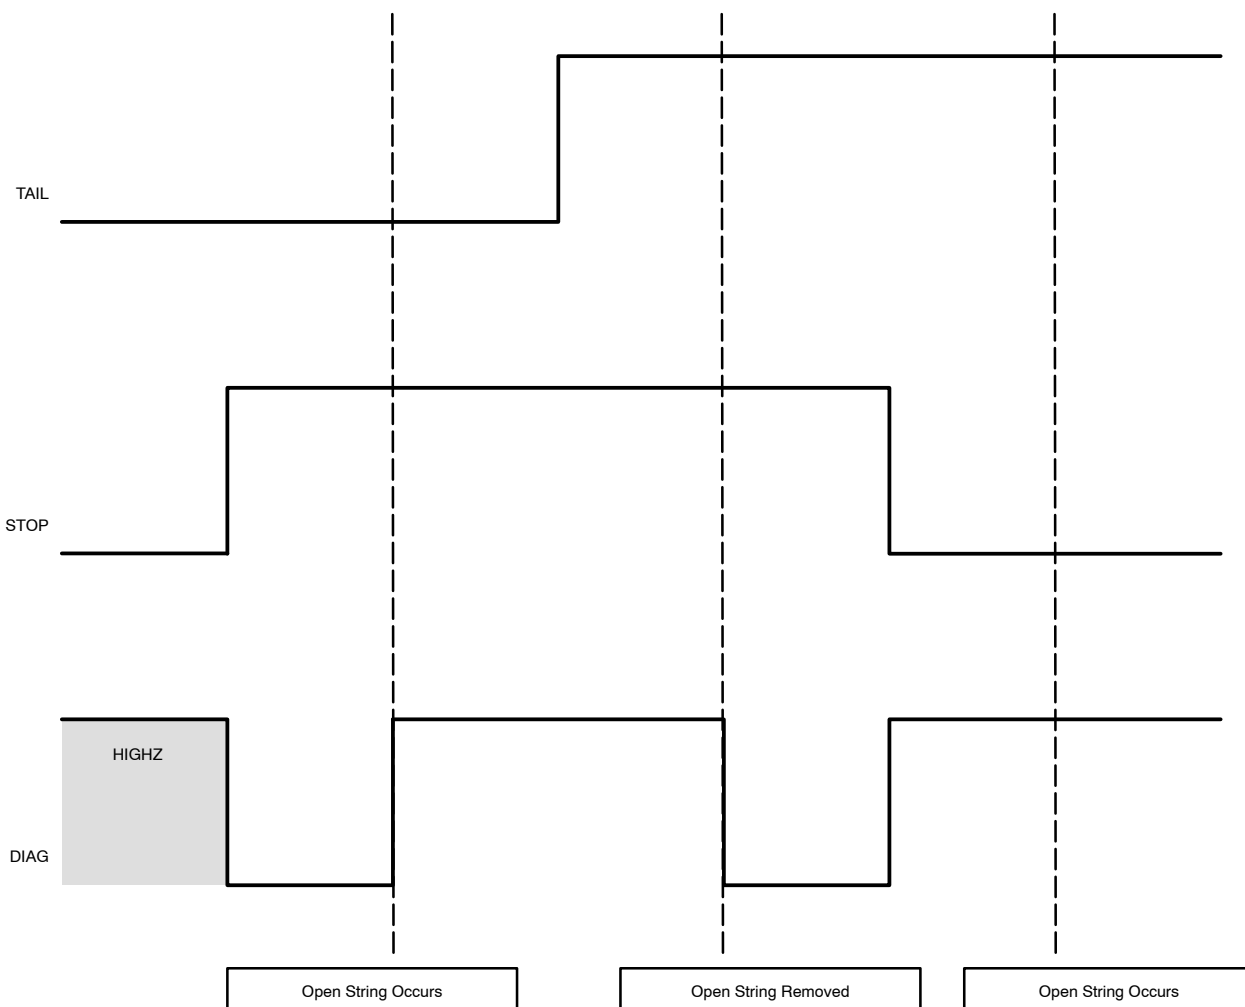 TAIL
STOP
HIGHZ
DIAG
Open String Occurs
Open String Removed
Open String Occurs